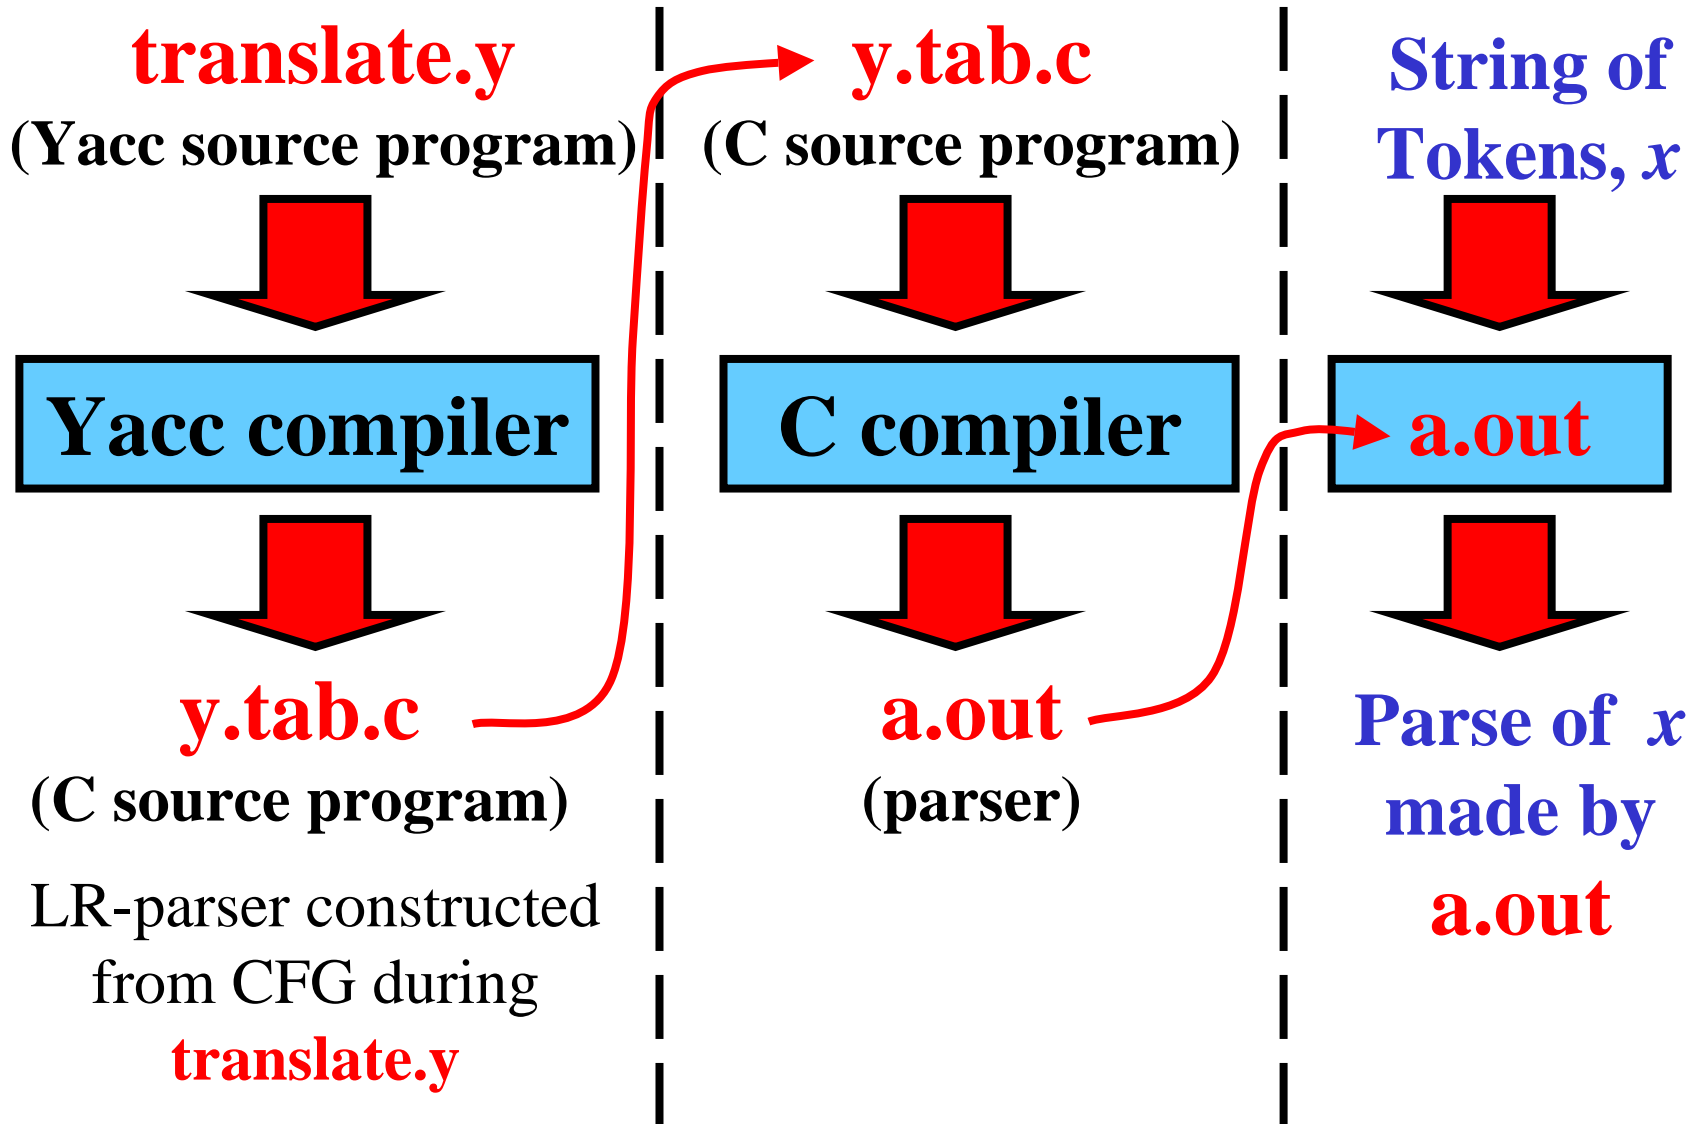 translate.y
(Yacc source program)
Yacc compiler
y.tab.c
(C source program)
LR-parser constructed
from CFG during
translate.y
y.tab.c
(C source program)
C compiler
a.out
(parser)
String of
Tokens, x
a.out
Parse of x
made by
a.out